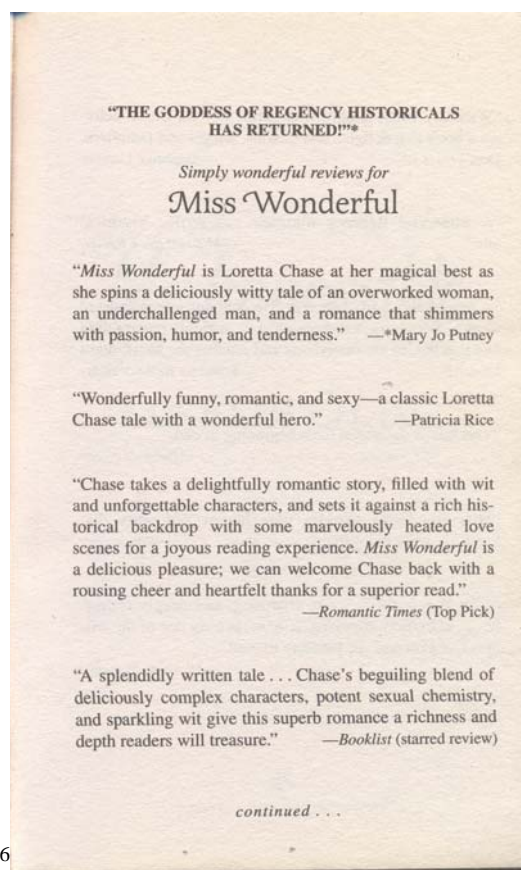 “THE GODDESS OF REGENCY HISTORICALS
HAS RETURNED!”*
Simply wonderful reviews for
Miss Wonderful
“Miss Wonderful is Loretta Chase at her magical best as
she spins a deliciously witty tale of an overworked woman,
an underchallenged man, and a romance that shimmers
with passion, humor, and tenderness.” —*Mary Jo Putney
“Wonderfully funny, romantic, and sexy—a classic Loretta
Chase tale with a wonderful hero.” —Patricia Rice
“Chase takes a delightfully romantic story, filled with wit
and unforgettable characters, and sets it against a rich his-
torical backdrop with some marvelously heated love
scenes for a joyous reading experience. Miss Wonderful is
a delicious pleasure; we can welcome Chase back with a
rousing cheer and heartfelt thanks for a superior read.”
—Romantic Times (Top Pick)
“A splendidly written tale . . . Chase’s beguiling blend of
deliciously complex characters, potent sexual chemistry,
and sparkling wit give this superb romance a richness and
depth readers will treasure.” —Booklist (starred review)
continued . . .
6